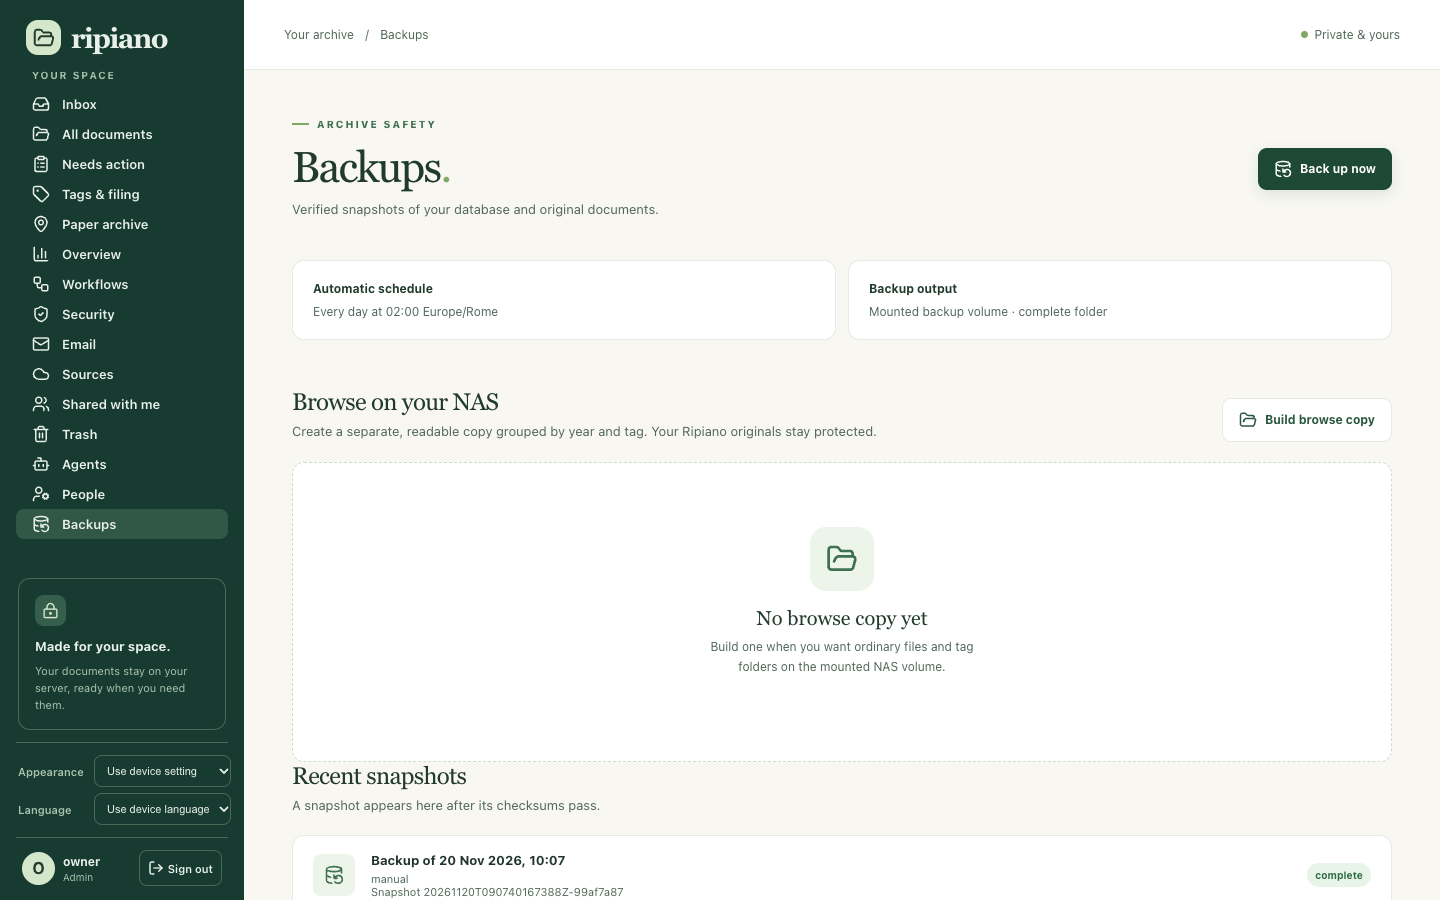 ripiano
YOUR SPACE
Inbox
All documents
Needs action
Tags & filing
Paper archive
Overview
Workflows
Security
Email
Sources
Shared with me
Trash
Agents
People
Backups
Made for your space.
Your documents stay on your
server, ready when you need
them.
Appearance
Use device setting
Language
Use device language
O
owner
Admin
Sign out
Your archive / Backups
Private & yours
ARCHIVE SAFETY
Backups.
Verified snapshots of your database and original documents.
Back up now
Automatic schedule
Every day at 02:00 Europe/Rome
Backup output
Mounted backup volume · complete folder
Browse on your NAS
Create a separate, readable copy grouped by year and tag. Your Ripiano originals stay protected.
Build browse copy
No browse copy yet
Build one when you want ordinary files and tag
folders on the mounted NAS volume.
Recent snapshots
A snapshot appears here after its checksums pass.
Backup of 20 Nov 2026, 10:07
manual
Snapshot 20261120T090740167388Z-99af7a87
complete